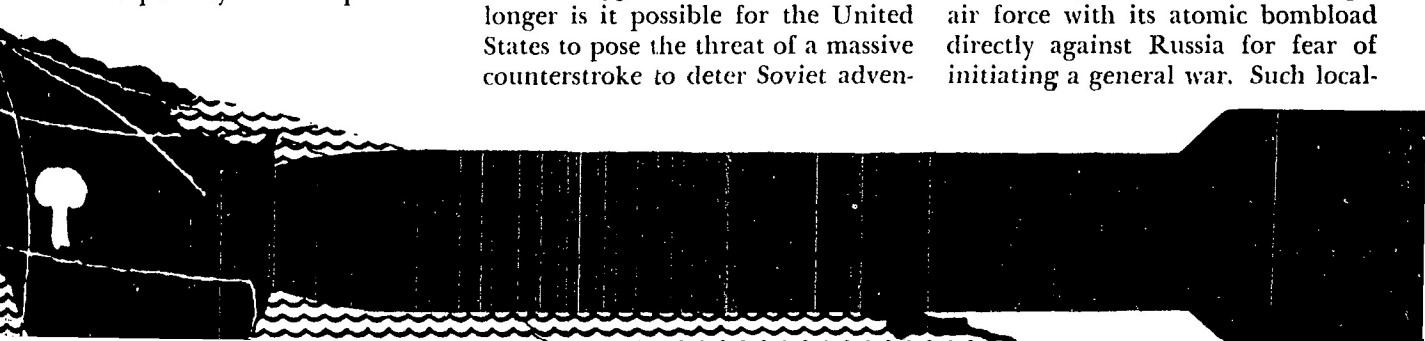 longer is it possible for the United
States to pose the threat of a massive
counterstroke to deter Soviet adven-
air force with its atomic bombload
directly against Russia for fear of
initiating a general war. Such local-